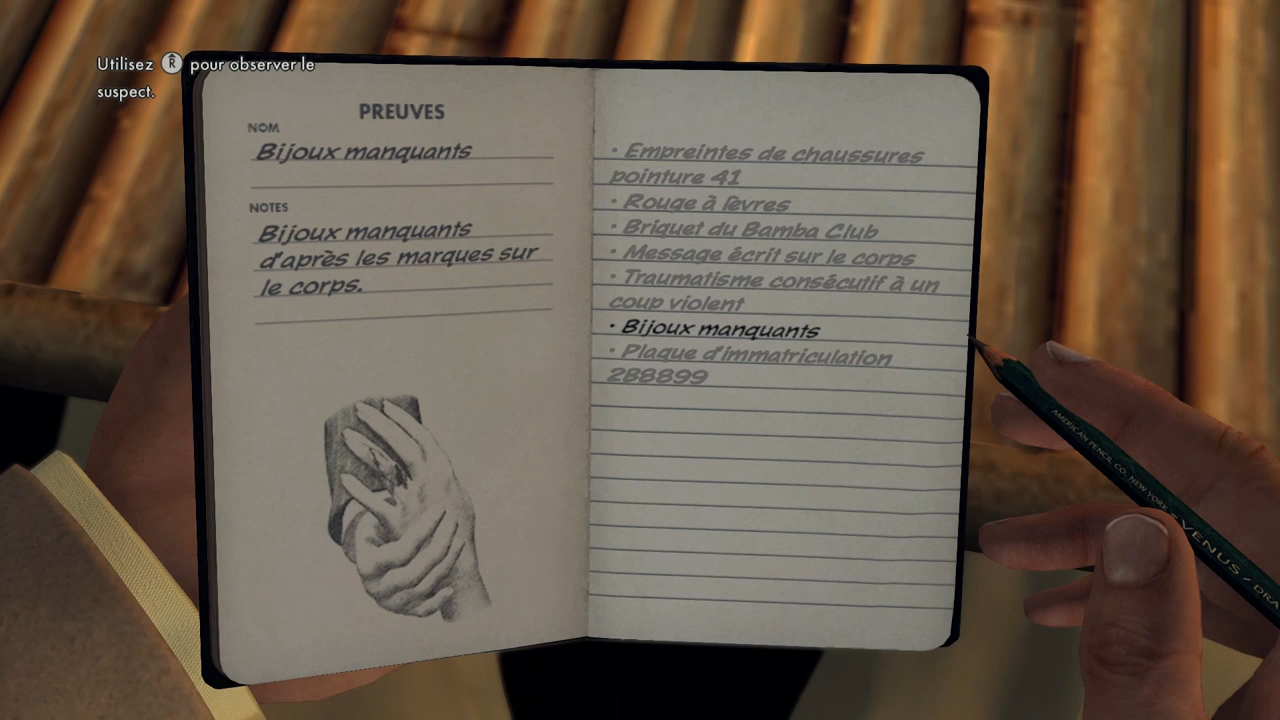 Utilisez R pour observer le
suspect.
PREUVES
NOM
Bijoux manquants
NOTES
Bijoux manquants
d'après les marques sur
le corps.
• Empreintes de chaussures
pointure 41
• Rouge à lèvres
• Briquet du Bamba Club
• Message écrit sur le corps
• Traumatisme consécutif à un
coup violent
• Bijoux manquants
• Plaque d'immatriculation
288899
AMERICAN PENCIL CO. NEW YORK
VENUS / DRA